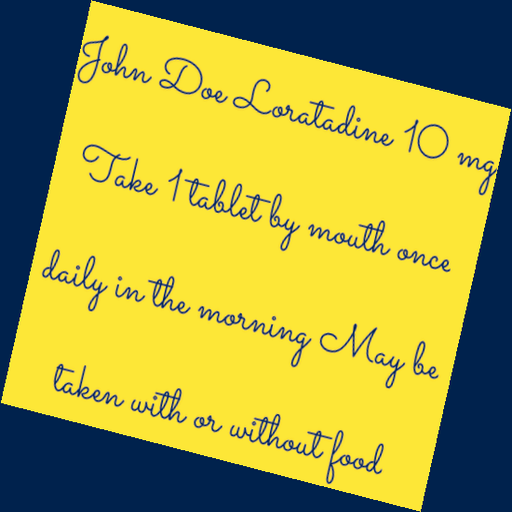 John Doe Loratadine 10 mg
Take 1 tablet by mouth once
daily in the morning May be
taken with or without food